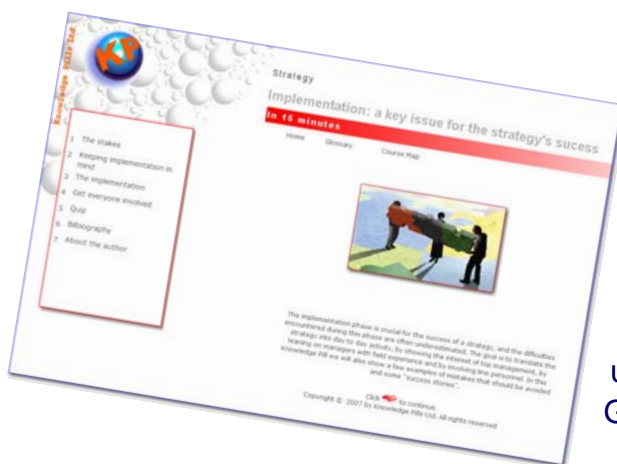 Knowledge Pills Ltd
KP
Strategy
Implementation: a key issue for the strategy's sucess
In 16 minutes
Home Glossary Course Map
1 The stakes
2 Keeping implementation in
mind
3 The implementation
4 Get everyone involved
5 Quiz
6 Bibliography
7 About the author
The implementation phase is crucial for the success of a strategy, and the difficulties
encountered during this phase are often underestimated. The goal is to translate the
strategy into day to day activity, by showing the interest of top management, by
leaning on managers with field experience and by involving line personnel. In this
Knowledge Pill we will also show a few examples of mistakes that should be avoided
and some "success stories".
Click to continue.
Copyright © 2007 by Knowledge Pills Ltd. All rights reserved